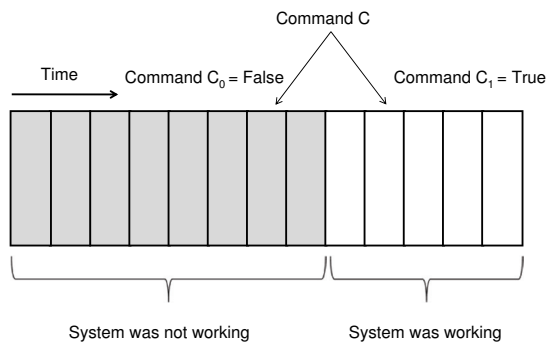 Command C
Time
Command C₀ = False
Command C₁ = True
System was not working
System was working